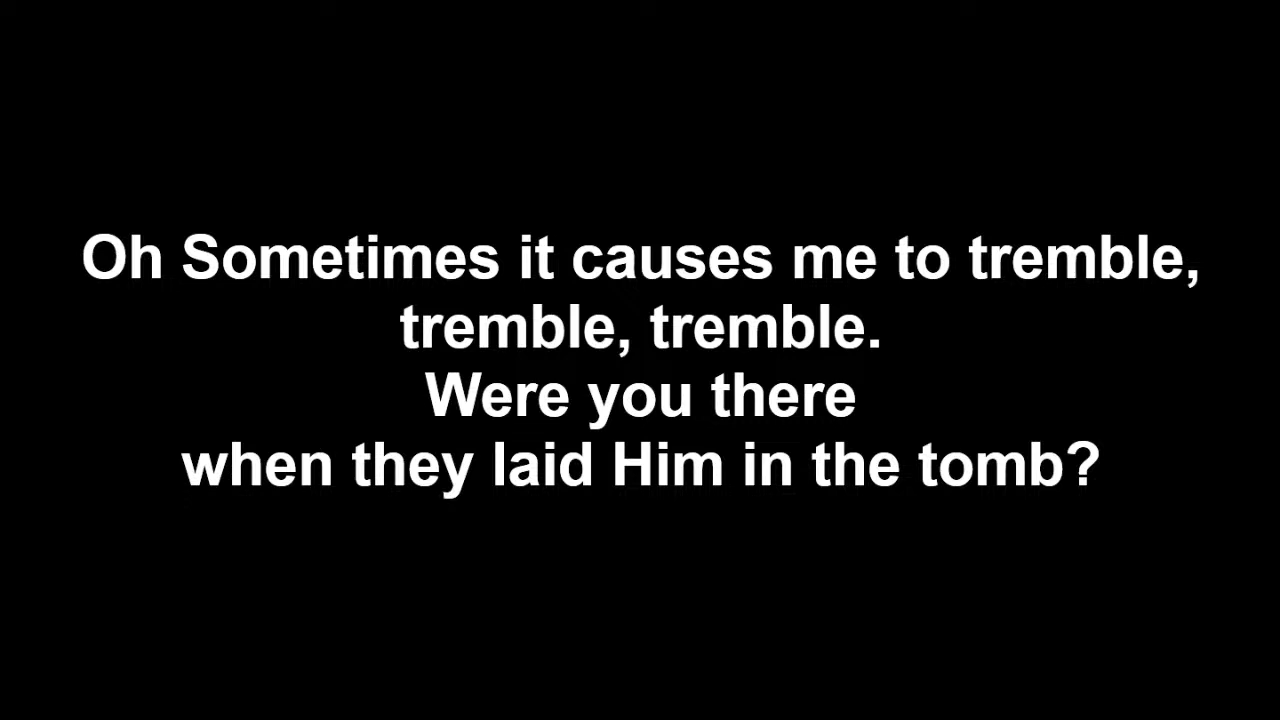 Oh Sometimes it causes me to tremble,
tremble, tremble.
Were you there
when they laid Him in the tomb?